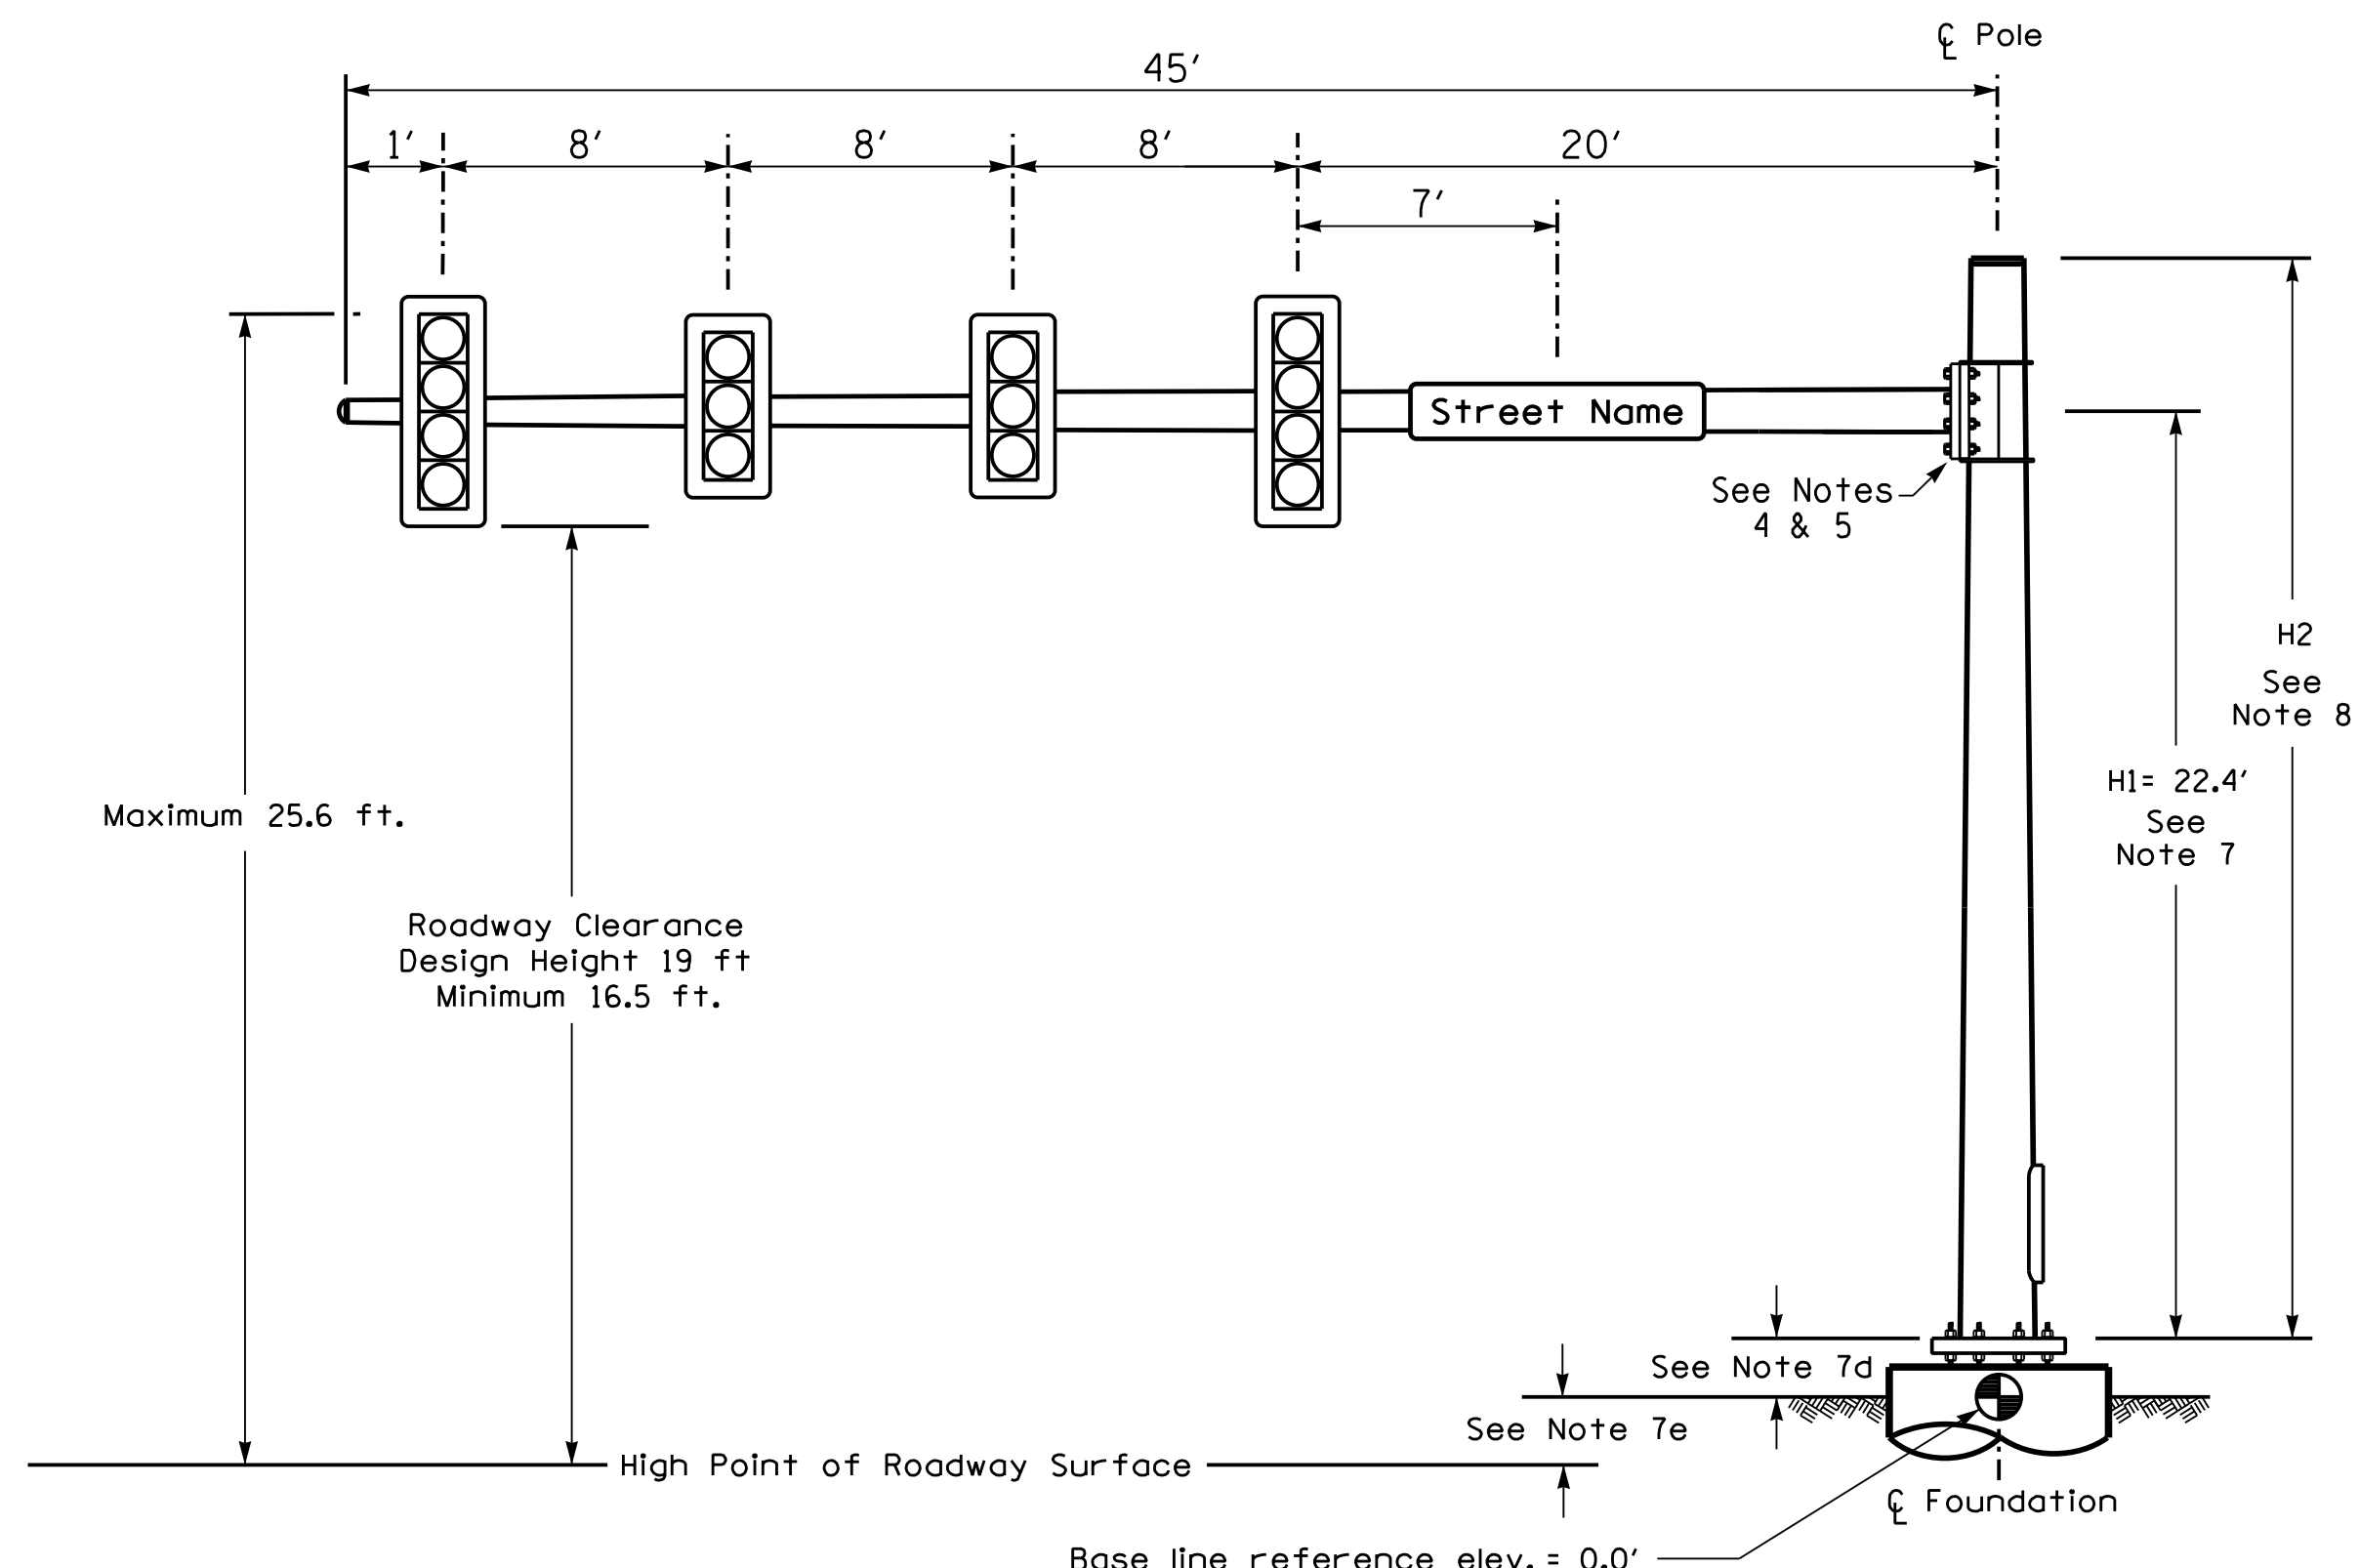 ℄ Pole
45'
1' 8' 8' 8' 20'
7'
Street Name
See Notes
4 & 5
H2
See
Note 8
H1= 22.4'
See
Note 7
Maximum 25.6 ft.
Roadway Clearance
Design Height 19 ft
Minimum 16.5 ft.
See Note 7d
See Note 7e
High Point of Roadway Surface
℄ Foundation
Base line reference elev. = 0.0'